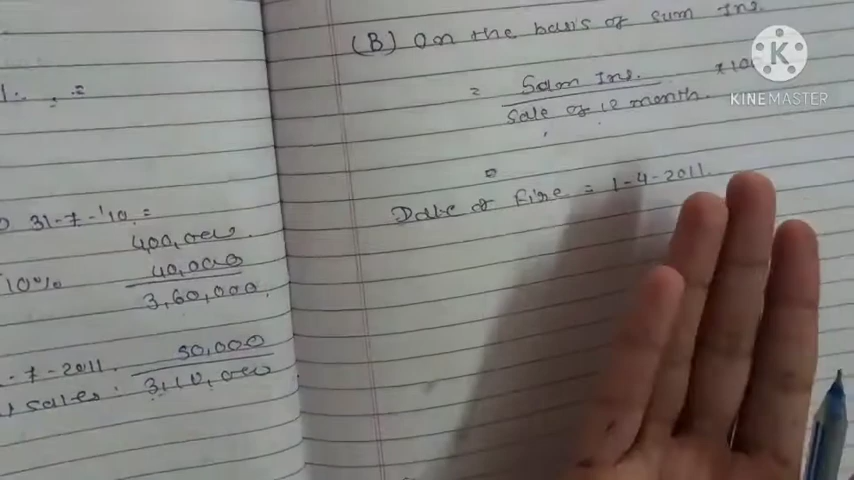 (B) On the basis of sum Ins.
= Sum Ins.
Sale of 12 month.
Date of Fire = 1-4-2011.
31-7-'10 =
400,000
10%
40,000
3,60,000.
-7-2011.
50,000
sales.
3,10,000
KINEMASTER